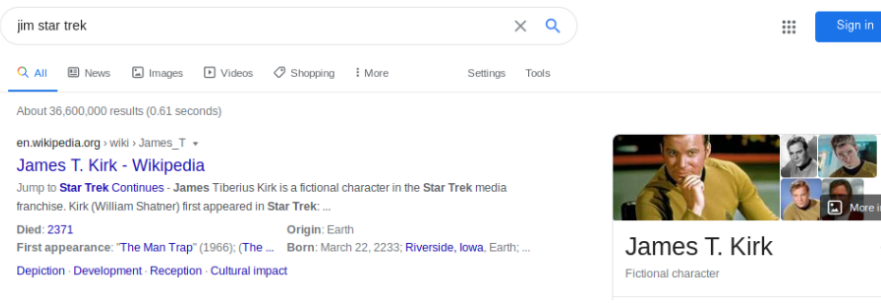 jim star trek
Sign in
All News Images Videos Shopping More Settings Tools
About 36,600,000 results (0.61 seconds)
en.wikipedia.org › wiki › James_T
James T. Kirk - Wikipedia
Jump to Star Trek Continues - James Tiberius Kirk is a fictional character in the Star Trek media
franchise. Kirk (William Shatner) first appeared in Star Trek: ...
Died: 2371 Origin: Earth
First appearance: "The Man Trap" (1966); (The ... Born: March 22, 2233; Riverside, Iowa, Earth; ...
Depiction · Development · Reception · Cultural impact
More i
James T. Kirk
Fictional character